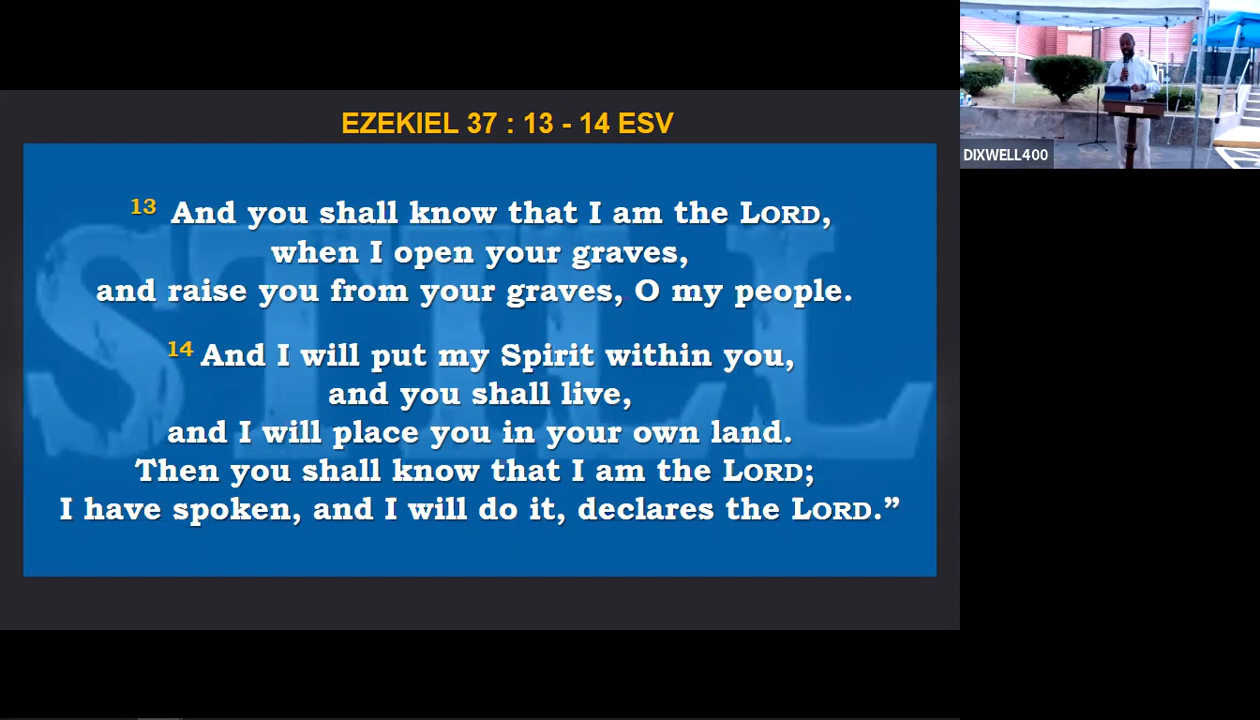 EZEKIEL 37 : 13 - 14 ESV
13 And you shall know that I am the LORD,
when I open your graves,
and raise you from your graves, O my people.
14 And I will put my Spirit within you,
and you shall live,
and I will place you in your own land.
Then you shall know that I am the LORD;
I have spoken, and I will do it, declares the LORD.”
STILL
DIXWELL400